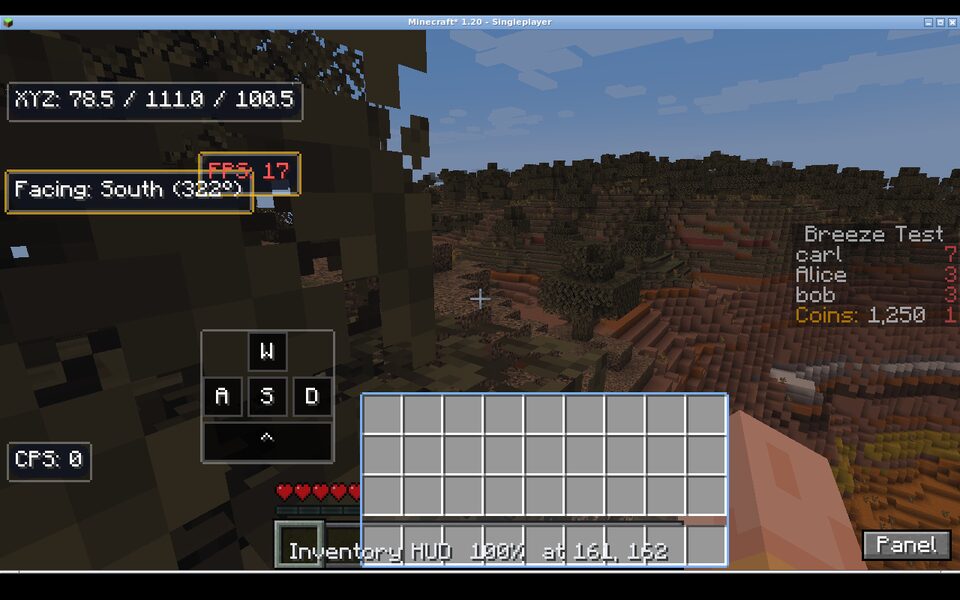 Minecraft* 1.20 - Singleplayer
XYZ: 78.5 / 111.0 / 100.5
FPS: 17
Facing: South (322°)
Breeze Test
carl 7
Alice 3
bob 3
Coins: 1,250 1
W
A S D
^
CPS: 0
Inventory HUD 100% at 161, 162
Panel